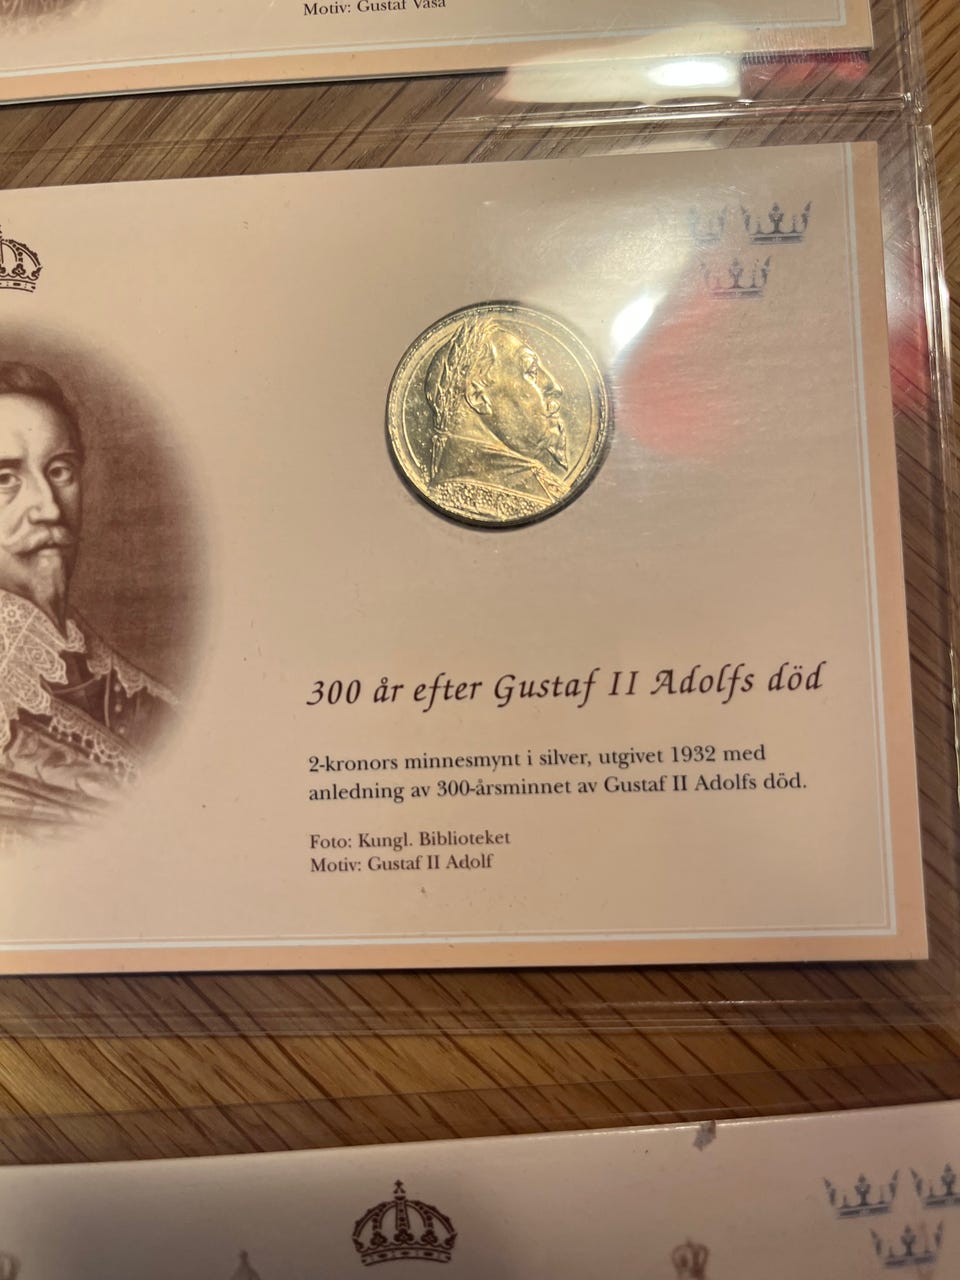 Motiv: Gustaf Vasa
300 år efter Gustaf II Adolfs död
2-kronors minnesmynt i silver, utgivet 1932 med
anledning av 300-årsminnet av Gustaf II Adolfs död.
Foto: Kungl. Biblioteket
Motiv: Gustaf II Adolf